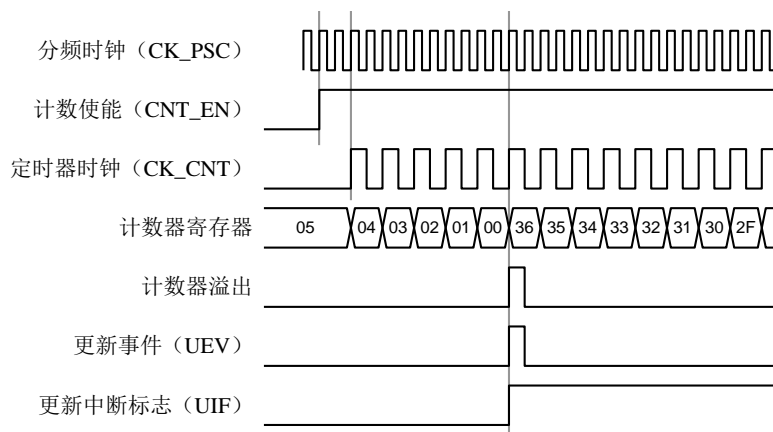 分频时钟（CK_PSC）
计数使能（CNT_EN）
定时器时钟（CK_CNT）
计数器寄存器 05 04 03 02 01 00 36 35 34 33 32 31 30 2F
计数器溢出
更新事件（UEV）
更新中断标志（UIF）